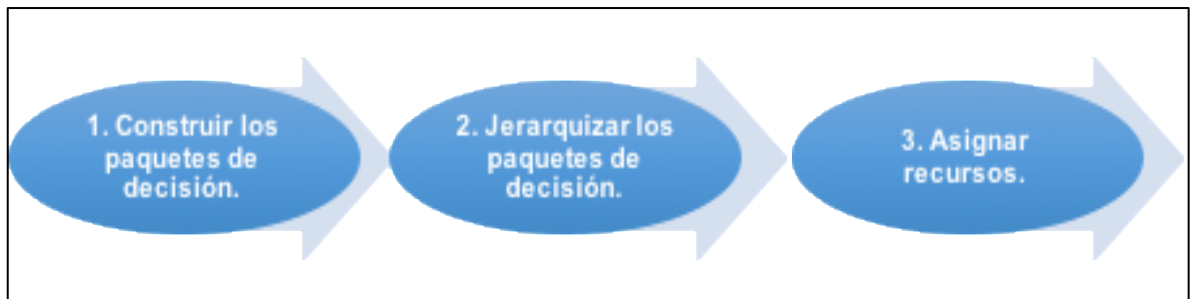 1. Construir los
paquetes de
decisión.
2. Jerarquizar los
paquetes de
decisión.
3. Asignar
recursos.